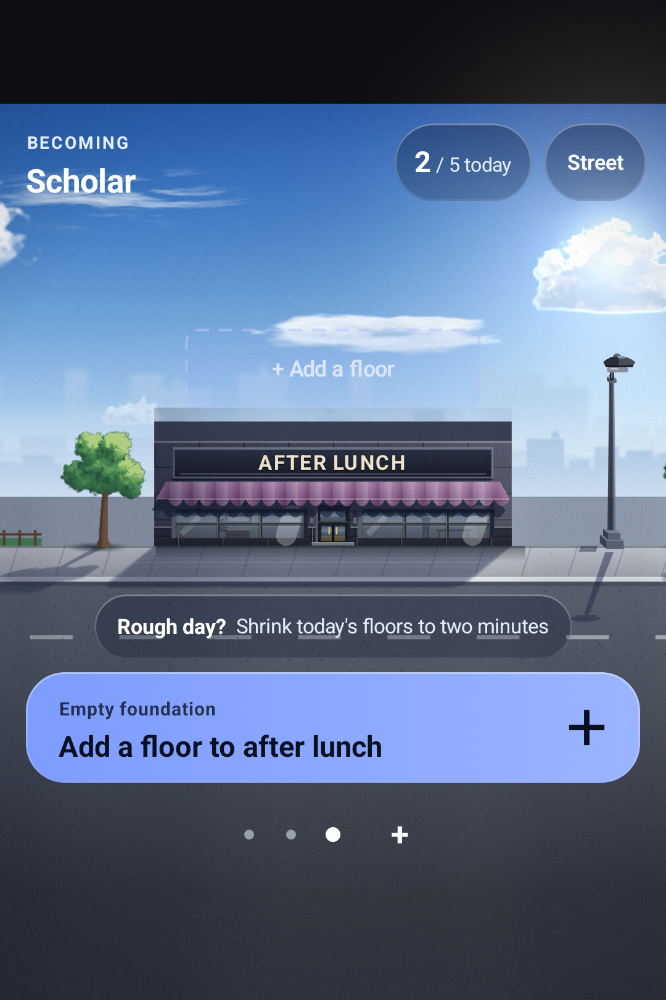 BECOMING
Scholar
2 / 5 today
Street
+ Add a floor
AFTER LUNCH
Rough day? Shrink today's floors to two minutes
Empty foundation
Add a floor to after lunch
+
+